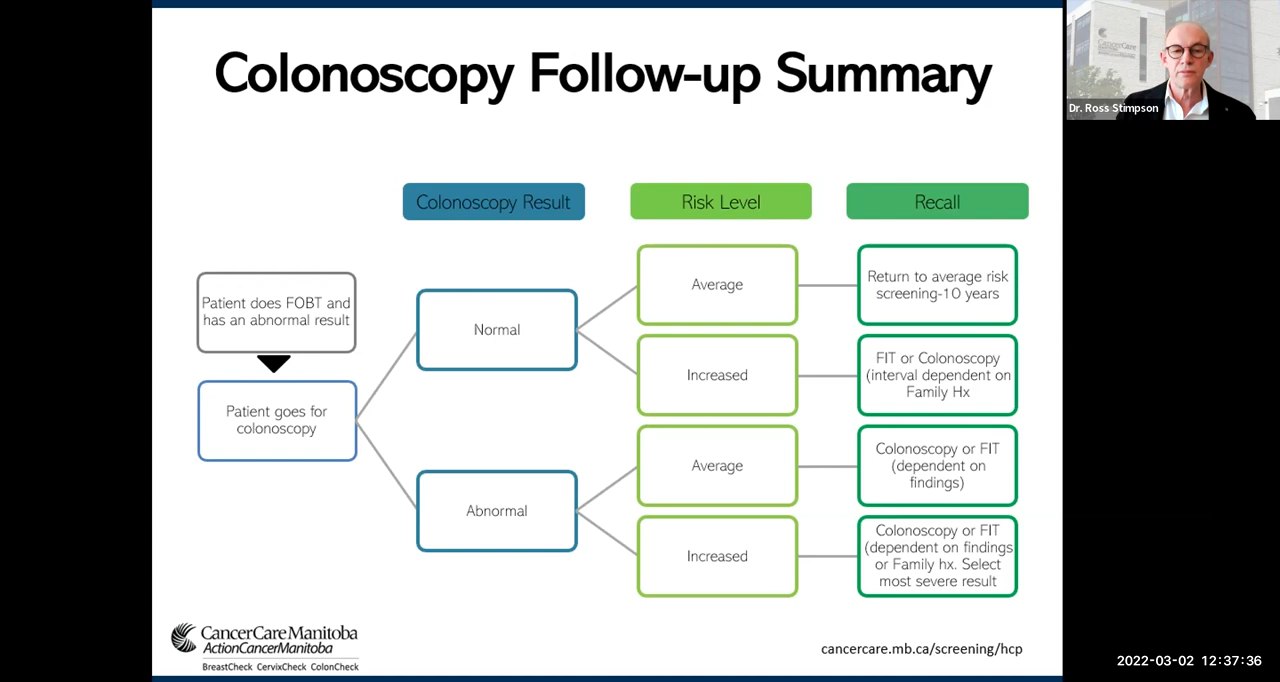 Colonoscopy Follow-up Summary
Dr. Ross Stimpson
Colonoscopy Result
Risk Level
Recall
Patient does FOBT and
has an abnormal result
Patient goes for
colonoscopy
Normal
Average
Return to average risk
screening-10 years
Increased
FIT or Colonoscopy
(interval dependent on
Family Hx
Abnormal
Average
Colonoscopy or FIT
(dependent on
findings)
Increased
Colonoscopy or FIT
(dependent on findings
or Family hx. Select
most severe result
CancerCare Manitoba
ActionCancerManitoba
BreastCheck CervixCheck ColonCheck
cancercare.mb.ca/screening/hcp
2022-03-02 12:37:36